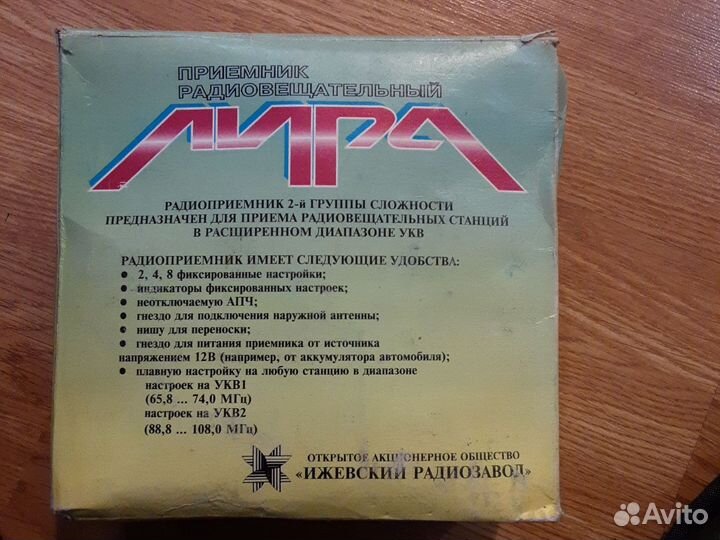 ПРИЕМНИК
РАДИОВЕЩАТЕЛЬНЫЙ
ЛИРА
РАДИОПРИЕМНИК 2-й ГРУППЫ СЛОЖНОСТИ
ПРЕДНАЗНАЧЕН ДЛЯ ПРИЕМА РАДИОВЕЩАТЕЛЬНЫХ СТАНЦИЙ
В РАСШИРЕННОМ ДИАПАЗОНЕ УКВ
РАДИОПРИЕМНИК ИМЕЕТ СЛЕДУЮЩИЕ УДОБСТВА:
● 2, 4, 8 фиксированные настройки;
● индикаторы фиксированных настроек;
● неотключаемую АПЧ;
● гнездо для подключения наружной антенны;
● нишу для переноски;
● гнездо для питания приемника от источника
напряжением 12В (например, от аккумулятора автомобиля);
● плавную настройку на любую станцию в диапазоне
настроек на УКВ1
(65,8 ... 74,0 МГц)
настроек на УКВ2
(88,8 ... 108,0 МГц)
ОТКРЫТОЕ АКЦИОНЕРНОЕ ОБЩЕСТВО
«ИЖЕВСКИЙ РАДИОЗАВОД»
Avito